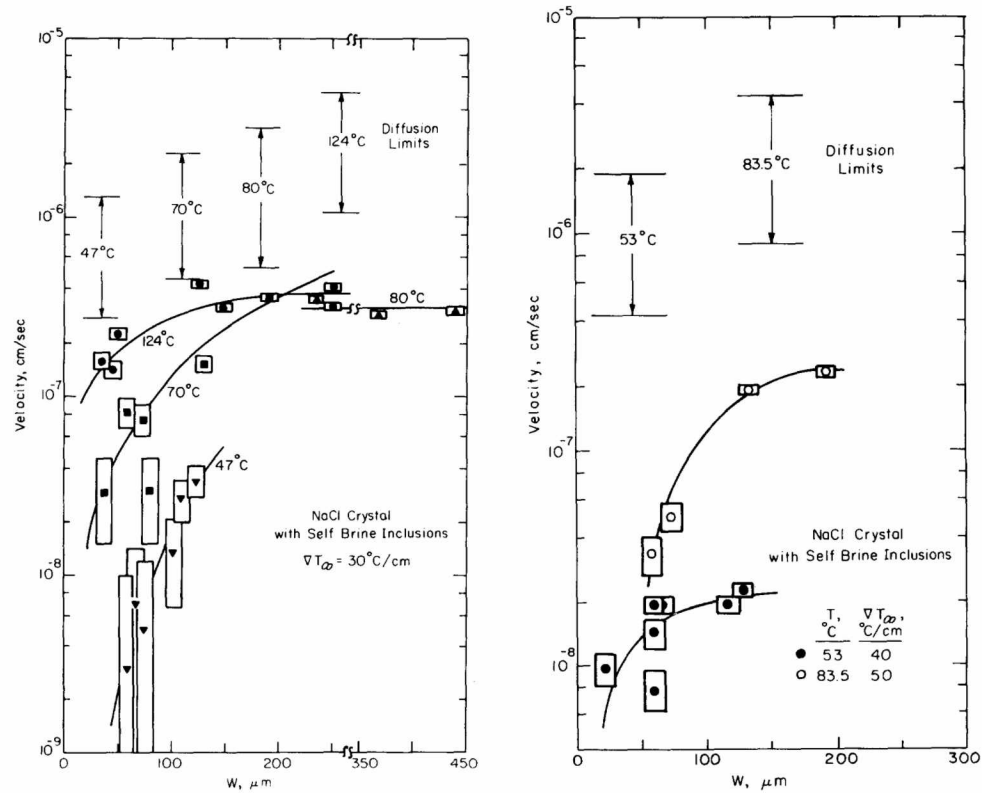 10⁻⁵
10⁻⁶
10⁻⁷
10⁻⁸
10⁻⁹
Velocity, cm/sec
47°C
70°C
80°C
124°C
Diffusion
Limits
124°C
70°C
80°C
47°C
NaCl Crystal
with Self Brine Inclusions
∇T∞ = 30°C/cm
0 50 100 150 200 350 450
W, μm
10⁻⁵
10⁻⁶
10⁻⁷
10⁻⁸
Velocity, cm/sec
53°C
83.5°C
Diffusion
Limits
NaCl Crystal
with Self Brine Inclusions
T, ∇T∞,
°C °C/cm
● 53 40
○ 83.5 50
0 100 200 300
W, μm